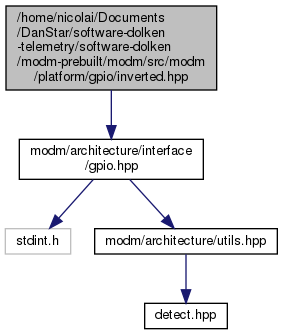 /home/nicolai/Documents
/DanStar/software-dolken
-telemetry/software-dolken
/modm-prebuilt/modm/src/modm
/platform/gpio/inverted.hpp
modm/architecture/interface
/gpio.hpp
stdint.h
modm/architecture/utils.hpp
detect.hpp